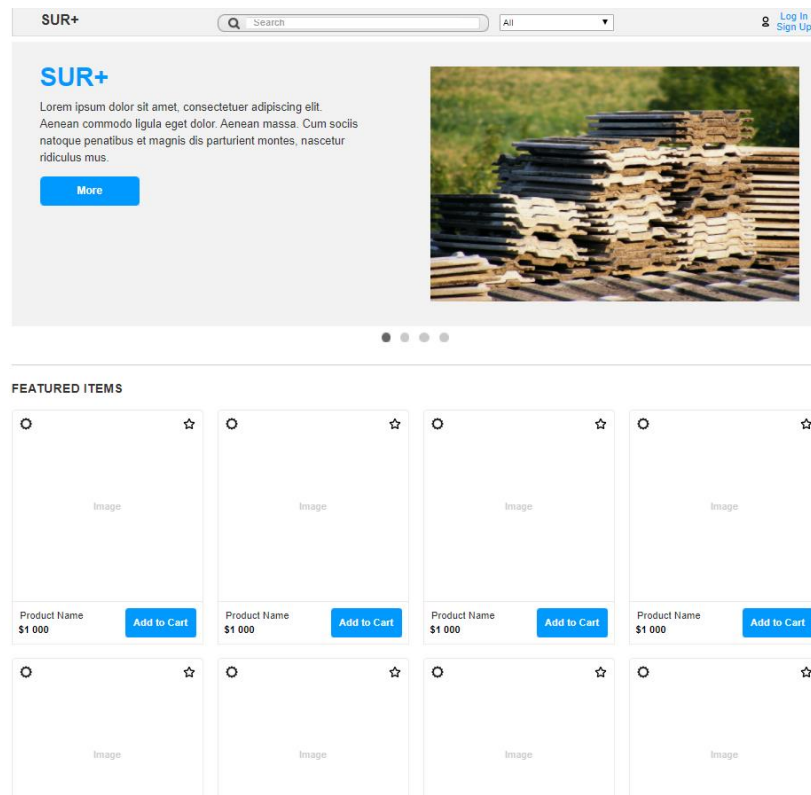 SUR+
Search
All
Log In
Sign Up
SUR+
Lorem ipsum dolor sit amet, consectetuer adipiscing elit.
Aenean commodo ligula eget dolor. Aenean massa. Cum sociis
natoque penatibus et magnis dis parturient montes, nascetur
ridiculus mus.
More
FEATURED ITEMS
Image Image Image Image
Product Name Product Name Product Name Product Name
$1 000 $1 000 $1 000 $1 000
Add to Cart Add to Cart Add to Cart Add to Cart
Image Image Image Image